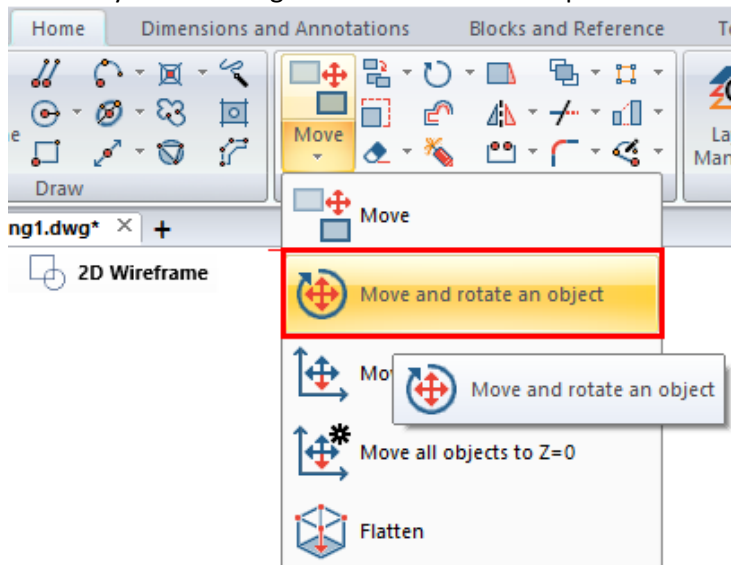 Home Dimensions and Annotations Blocks and Reference
Move
Draw
ng1.dwg* × +
Move
2D Wireframe
Move and rotate an object
Move and rotate an object
Move all objects to Z=0
Flatten